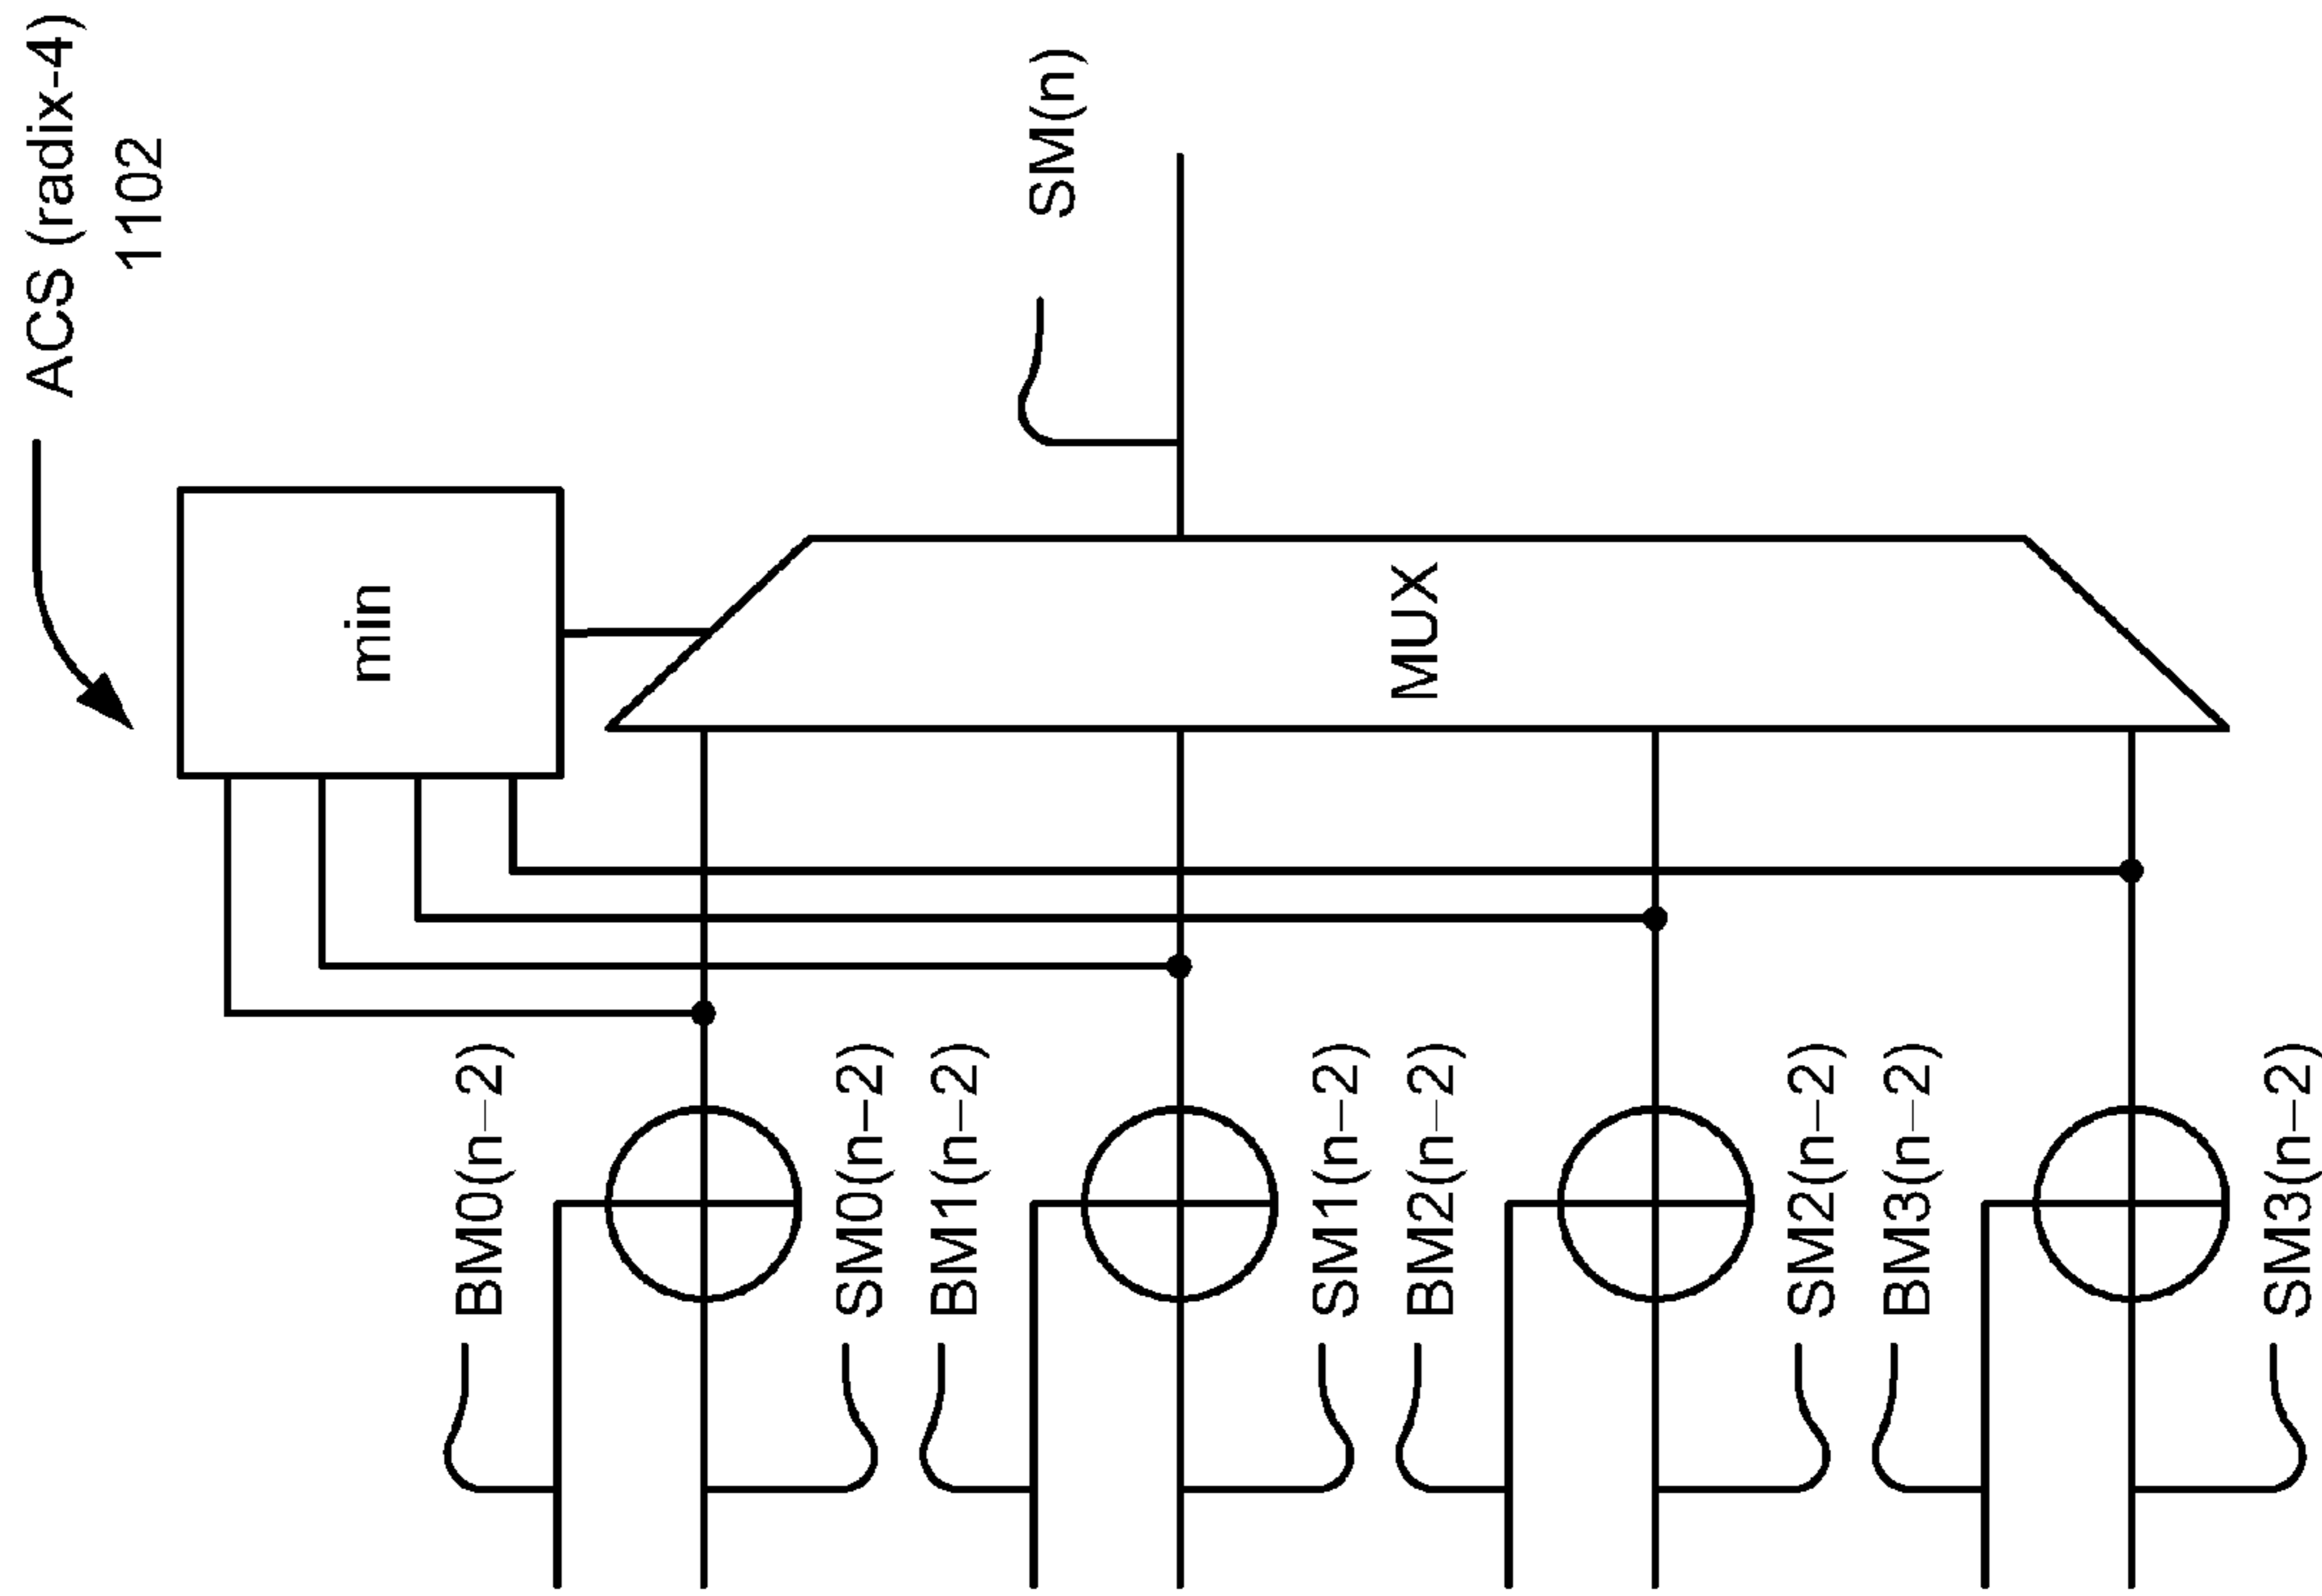 ACS (radix-4)
1102
min
MUX
SM(n)
BM0(n–2)
SM0(n–2)
BM1(n–2)
SM1(n–2)
BM2(n–2)
SM2(n–2)
BM3(n–2)
SM3(n–2)